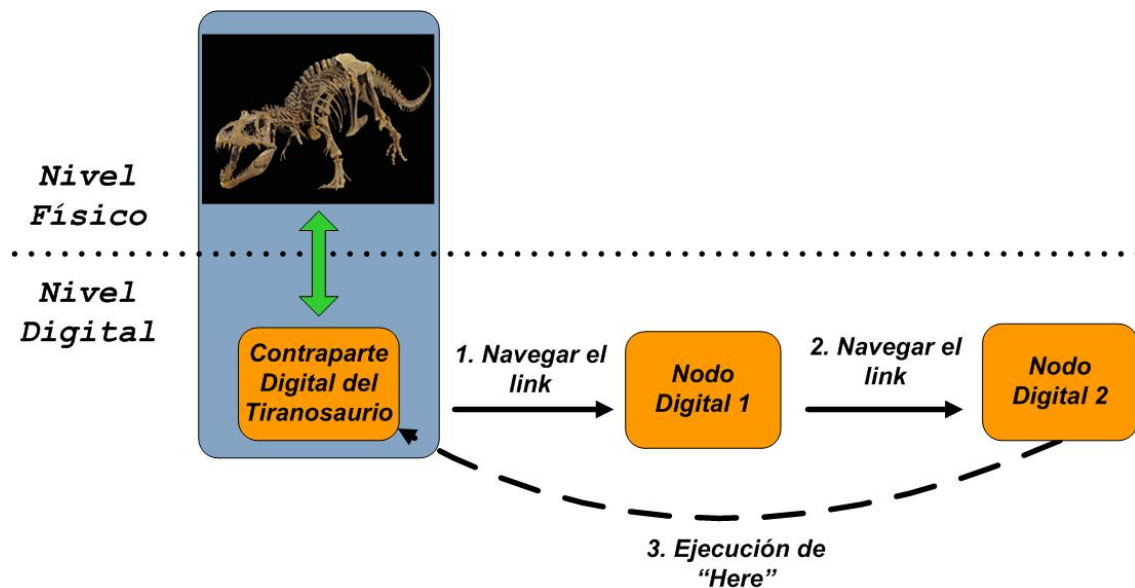 Nivel
Físico
Nivel
Digital
Contraparte
Digital del
Tiranosaurio
1. Navegar el
link
Nodo
Digital 1
2. Navegar el
link
Nodo
Digital 2
3. Ejecución de
“Here”